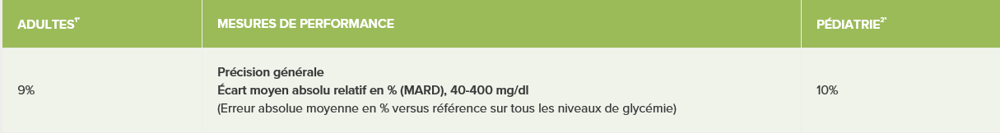 ADULTES1* MESURES DE PERFORMANCE PÉDIATRIE2*
Précision générale
9% Écart moyen absolu relatif en % (MARD), 40-400 mg/dl 10%
(Erreur absolue moyenne en % versus référence sur tous les niveaux de glycémie)